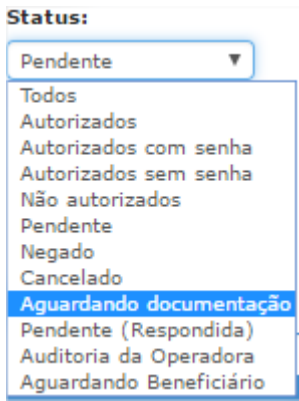 Status:
Pendente
Todos
Autorizados
Autorizados com senha
Autorizados sem senha
Não autorizados
Pendente
Negado
Cancelado
Aguardando documentação
Pendente (Respondida)
Auditoria da Operadora
Aguardando Beneficiário